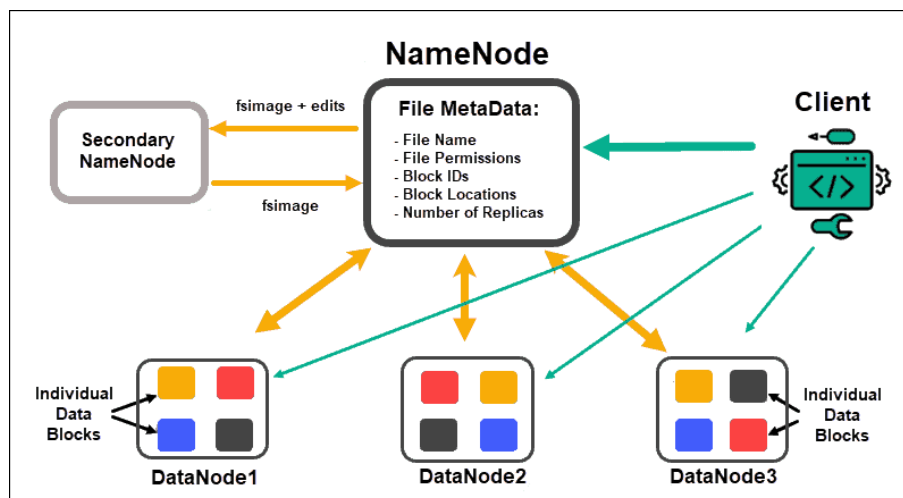 NameNode
fsimage + edits
Secondary
NameNode
fsimage
File MetaData:
- File Name
- File Permissions
- Block IDs
- Block Locations
- Number of Replicas
Client
</>
Individual
Data
Blocks
DataNode1
DataNode2
DataNode3
Individual
Data
Blocks